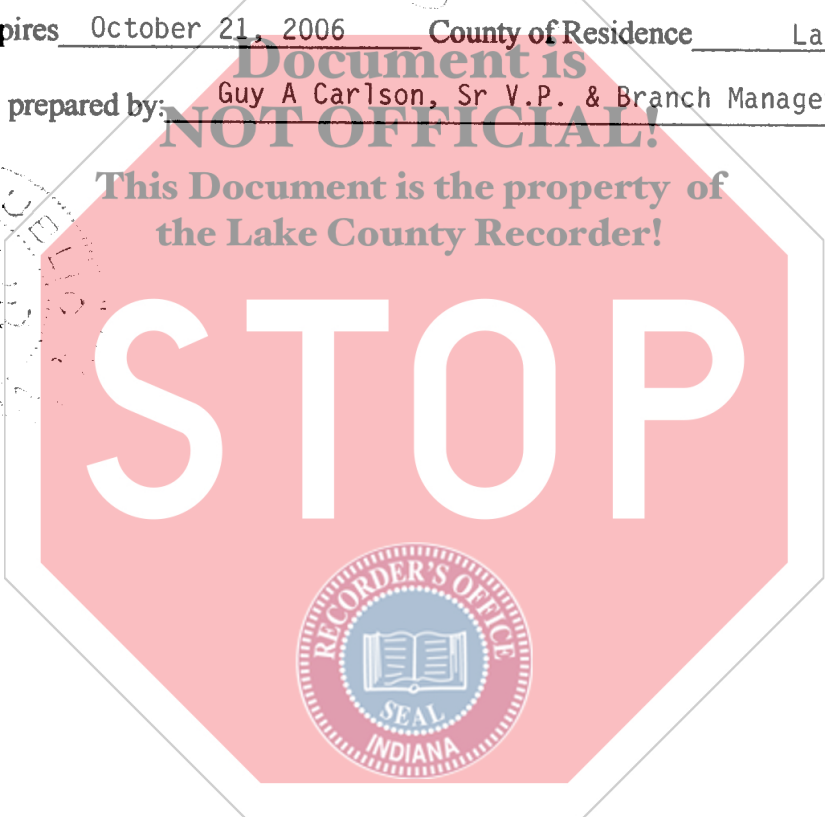 pires October 21, 2006 County of Residence La
Document is
prepared by: Guy A Carlson, Sr V.P. & Branch Manage
NOT OFFICIAL!
This Document is the property of
the Lake County Recorder!
STOP
RECORDER'S OFFICE
SEAL
INDIANA